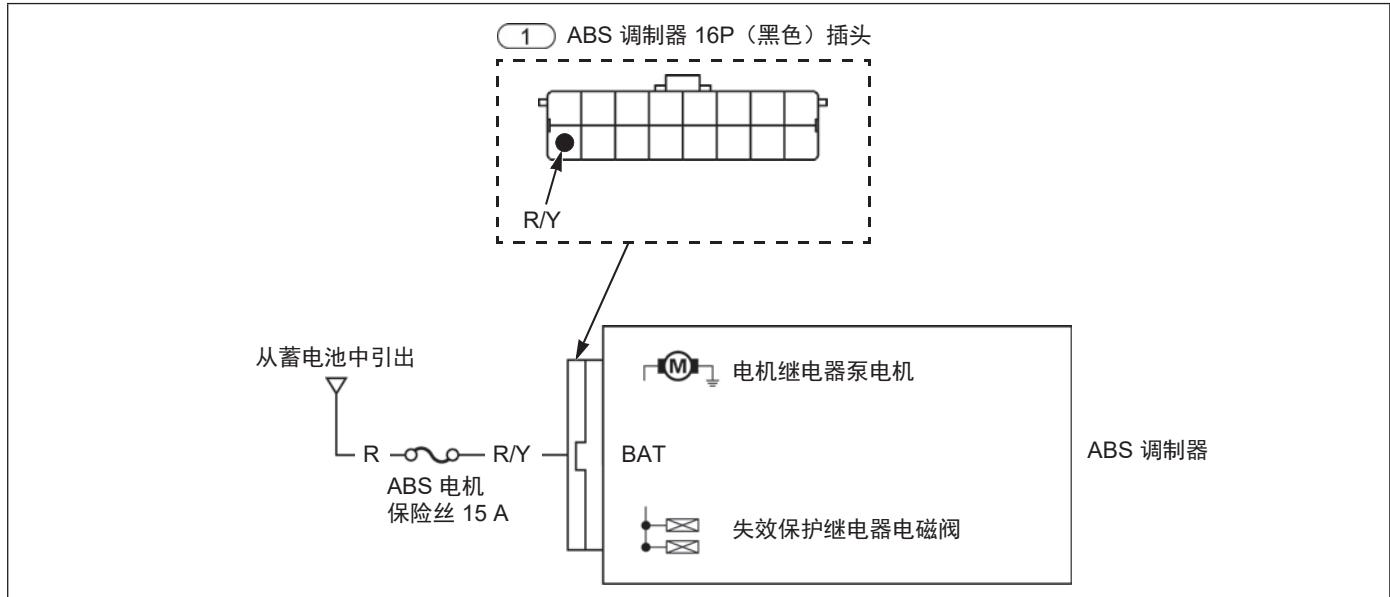 1 ABS 调制器 16P（黑色）插头
R/Y
从蓄电池中引出
M 电机继电器泵电机
R R/Y BAT ABS 调制器
ABS 电机
保险丝 15 A
失效保护继电器电磁阀